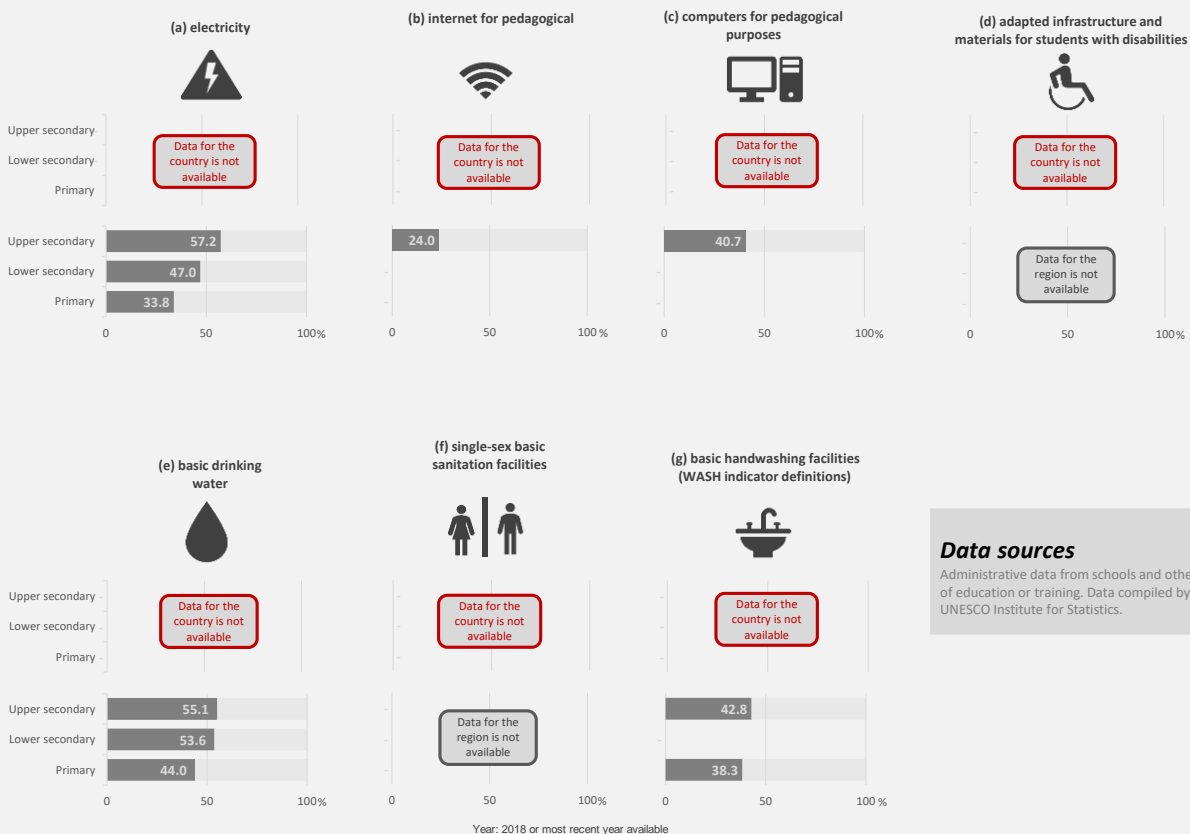 (a) electricity
(b) internet for pedagogical
(c) computers for pedagogical
purposes
(d) adapted infrastructure and
materials for students with disabilities
Upper secondary
Lower secondary
Primary
Data for the
country is not
available
Data for the
country is not
available
Data for the
country is not
available
Data for the
country is not
available
Upper secondary
Lower secondary
Primary
57.2
47.0
33.8
0 50 100%
24.0
0 50 100%
40.7
0 50 100%
Data for the
region is not
available
0 50 100%
(e) basic drinking
water
(f) single-sex basic
sanitation facilities
(g) basic handwashing facilities
(WASH indicator definitions)
Upper secondary
Lower secondary
Primary
Data for the
country is not
available
Data for the
country is not
available
Data for the
country is not
available
Data sources
Administrative data from schools and othe
of education or training. Data compiled by
UNESCO Institute for Statistics.
Upper secondary
Lower secondary
Primary
55.1
53.6
44.0
0 50 100%
Data for the
region is not
available
0 50 100%
42.8
38.3
0 50 100%
Year: 2018 or most recent year available